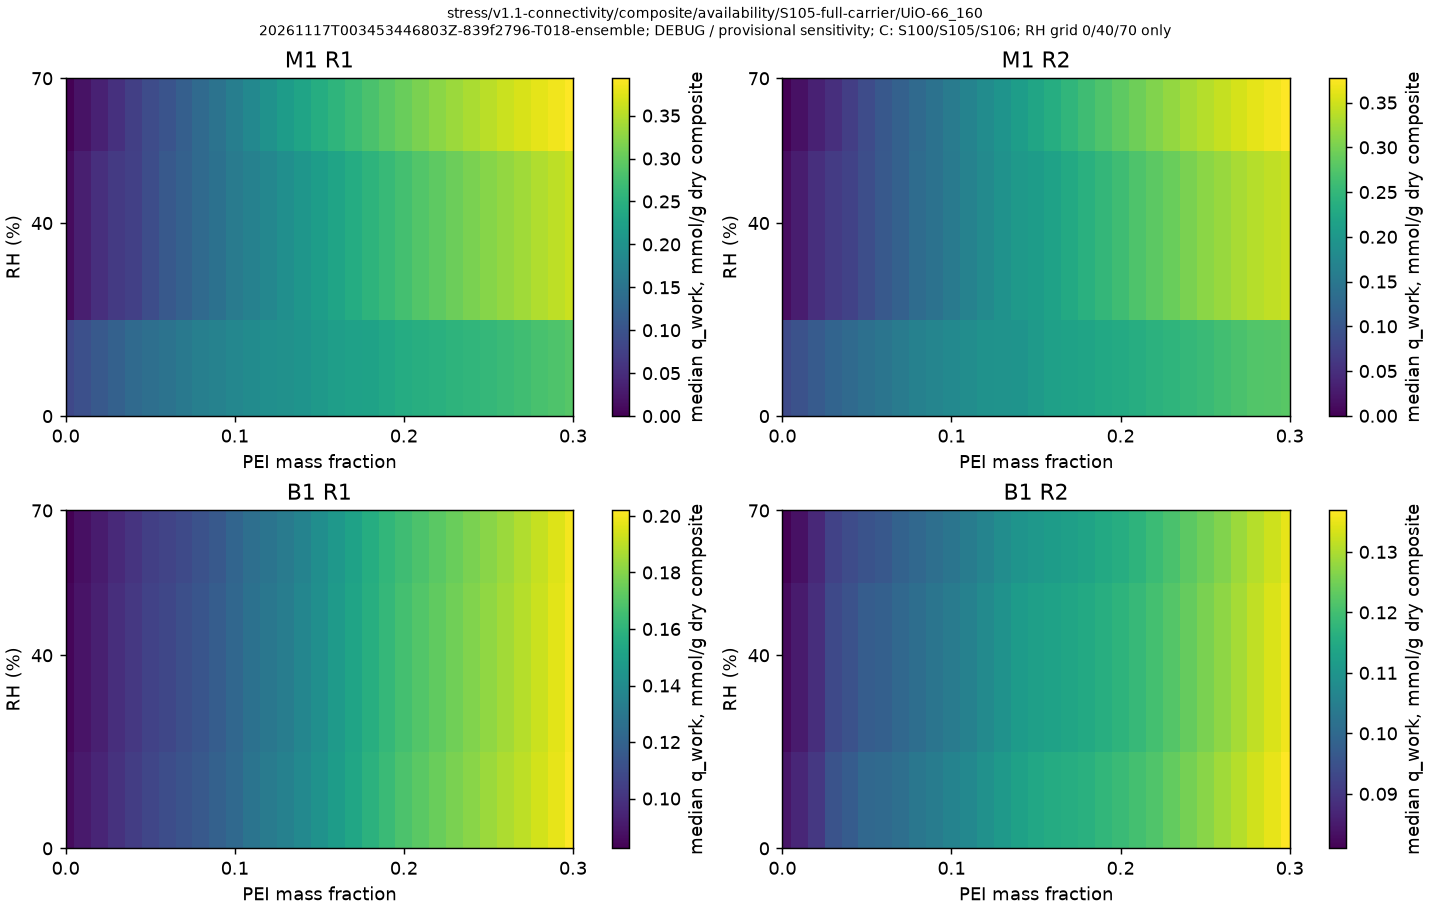 stress/v1.1-connectivity/composite/availability/S105-full-carrier/UiO-66_160
20261117T003453446803Z-839f2796-T018-ensemble; DEBUG / provisional sensitivity; C: S100/S105/S106; RH grid 0/40/70 only
M1 R1
70
40
0
RH (%)
0.0 0.1 0.2 0.3
PEI mass fraction
0.35
0.30
0.25
0.20
0.15
0.10
0.05
0.00
median q_work, mmol/g dry composite
M1 R2
70
40
0
RH (%)
0.0 0.1 0.2 0.3
PEI mass fraction
0.35
0.30
0.25
0.20
0.15
0.10
0.05
0.00
median q_work, mmol/g dry composite
B1 R1
70
40
0
RH (%)
0.0 0.1 0.2 0.3
PEI mass fraction
0.20
0.18
0.16
0.14
0.12
0.10
median q_work, mmol/g dry composite
B1 R2
70
40
0
RH (%)
0.0 0.1 0.2 0.3
PEI mass fraction
0.13
0.12
0.11
0.10
0.09
median q_work, mmol/g dry composite